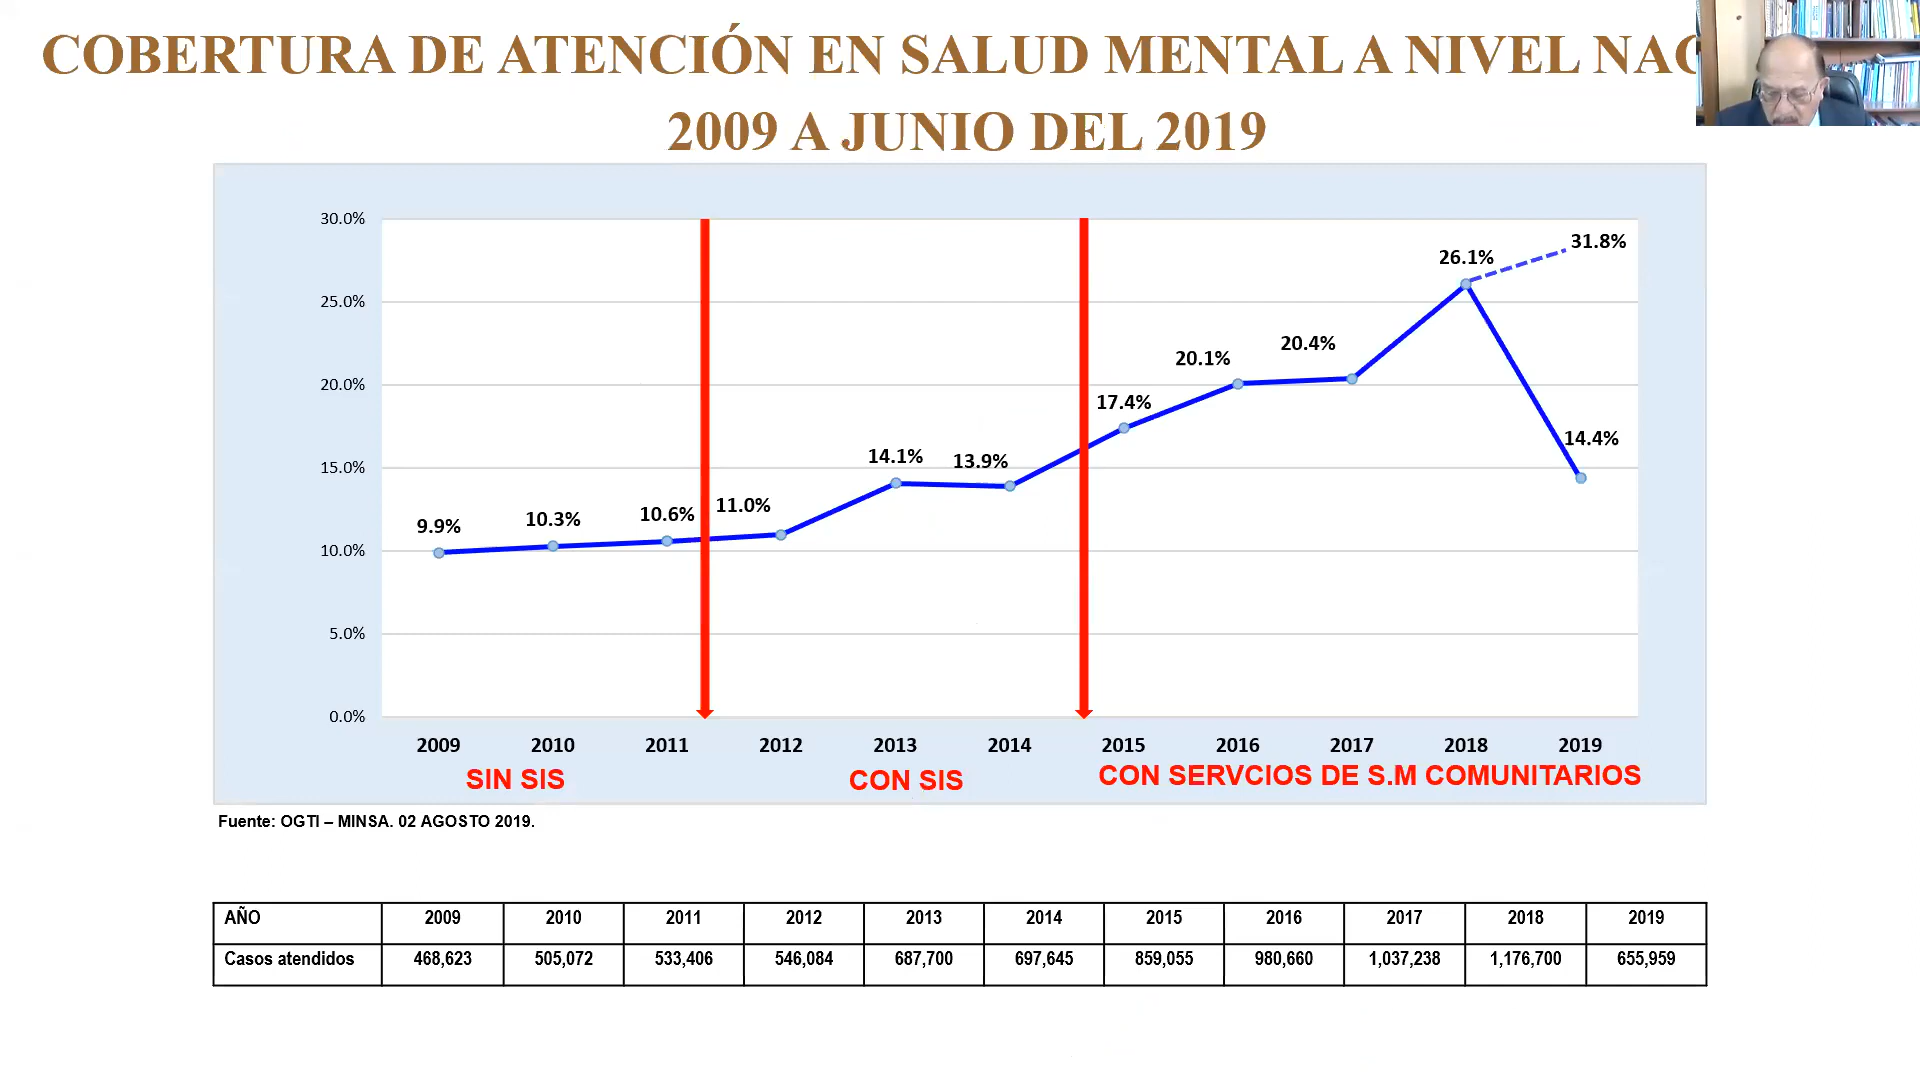 COBERTURA DE ATENCIÓN EN SALUD MENTAL A NIVEL
2009 A JUNIO DEL 2019
30.0%
25.0%
20.0%
15.0%
10.0%
5.0%
0.0%
9.9%
10.3%
10.6%
11.0%
14.1%
13.9%
17.4%
20.1%
20.4%
26.1%
31.8%
14.4%
2009 2010 2011 2012 2013 2014 2015 2016 2017 2018 2019
SIN SIS CON SIS CON SERVCIOS DE S.M COMUNITARIOS
Fuente: OGTI – MINSA. 02 AGOSTO 2019.
AÑO 2009 2010 2011 2012 2013 2014 2015 2016 2017 2018 2019
Casos atendidos 468,623 505,072 533,406 546,084 687,700 697,645 859,055 980,660 1,037,238 1,176,700 655,959